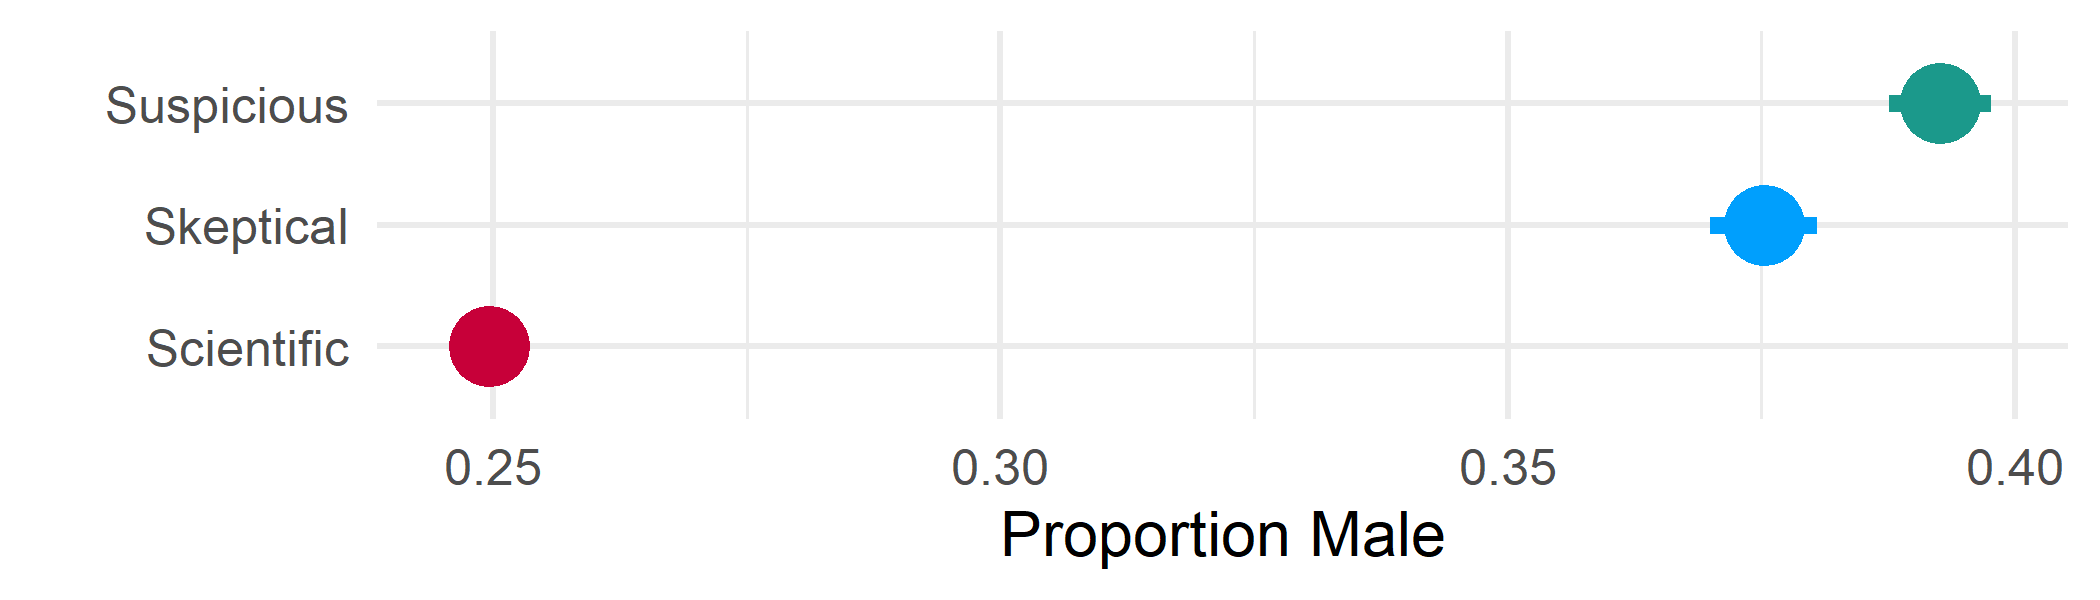 Suspicious
Skeptical
Scientific
0.25 0.30 0.35 0.40
Proportion Male